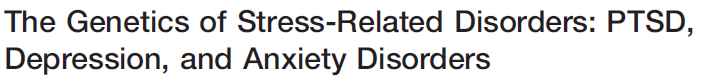 The Genetics of Stress-Related Disorders: PTSD,
Depression, and Anxiety Disorders